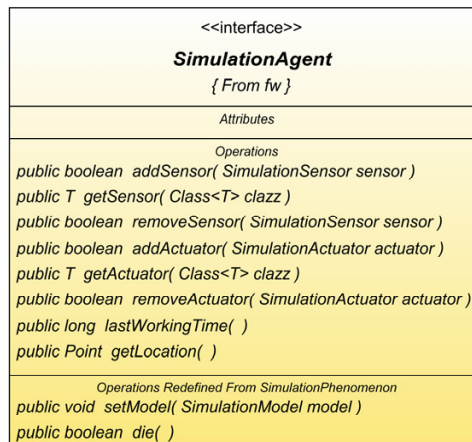 <<interface>>
SimulationAgent
{ From fw }
Attributes
Operations
public boolean addSensor( SimulationSensor sensor )
public T getSensor( Class<T> clazz )
public boolean removeSensor( SimulationSensor sensor )
public boolean addActuator( SimulationActuator actuator )
public T getActuator( Class<T> clazz )
public boolean removeActuator( SimulationActuator actuator )
public long lastWorkingTime( )
public Point getLocation( )
Operations Redefined From SimulationPhenomenon
public void setModel( SimulationModel model )
public boolean die( )